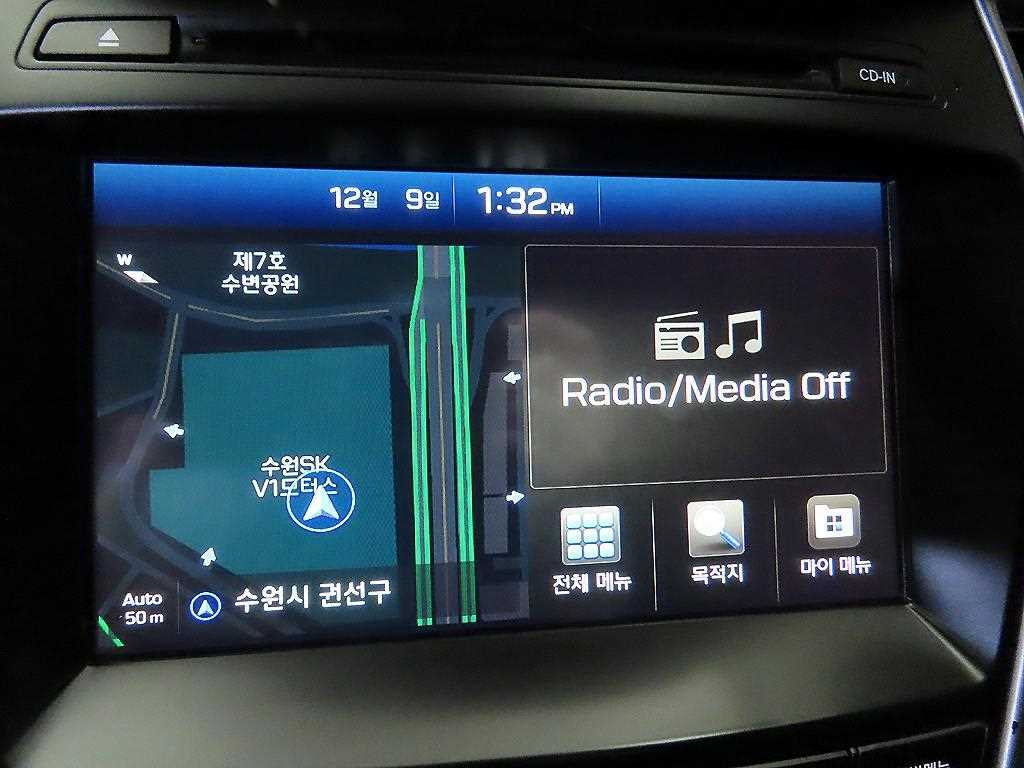 CD-IN
12월 9일 1:32 PM
W
제7호
수변공원
Radio/Media Off
수원SK
V1모터스
전체 메뉴
목적지
마이 메뉴
Auto
50 m
수원시 권선구